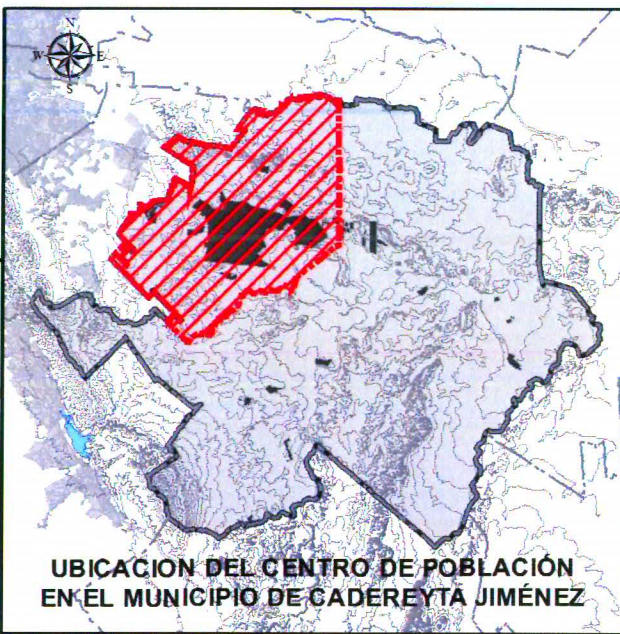 N
W E
S
UBICACION DEL CENTRO DE POBLACIÓN
EN EL MUNICIPIO DE CADEREYTA JIMÉNEZ